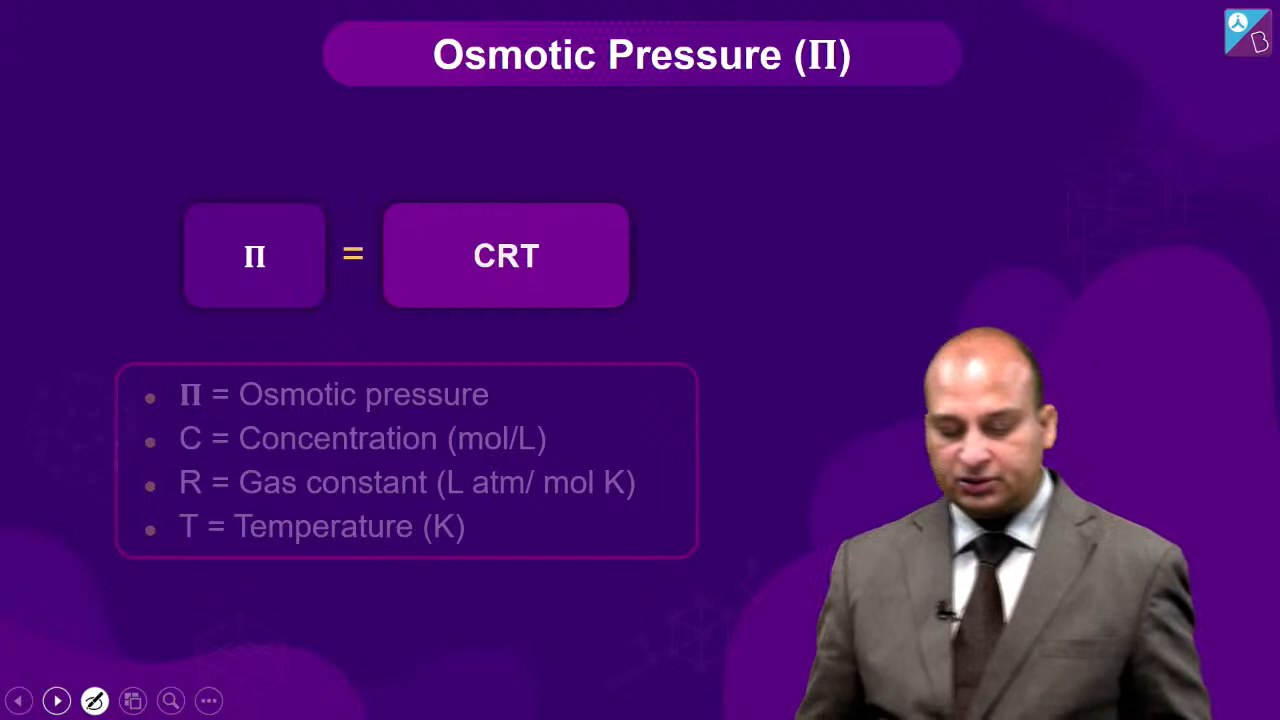 Osmotic Pressure (Π)
Π = CRT
• Π = Osmotic pressure
• C = Concentration (mol/L)
• R = Gas constant (L atm/ mol K)
• T = Temperature (K)
B